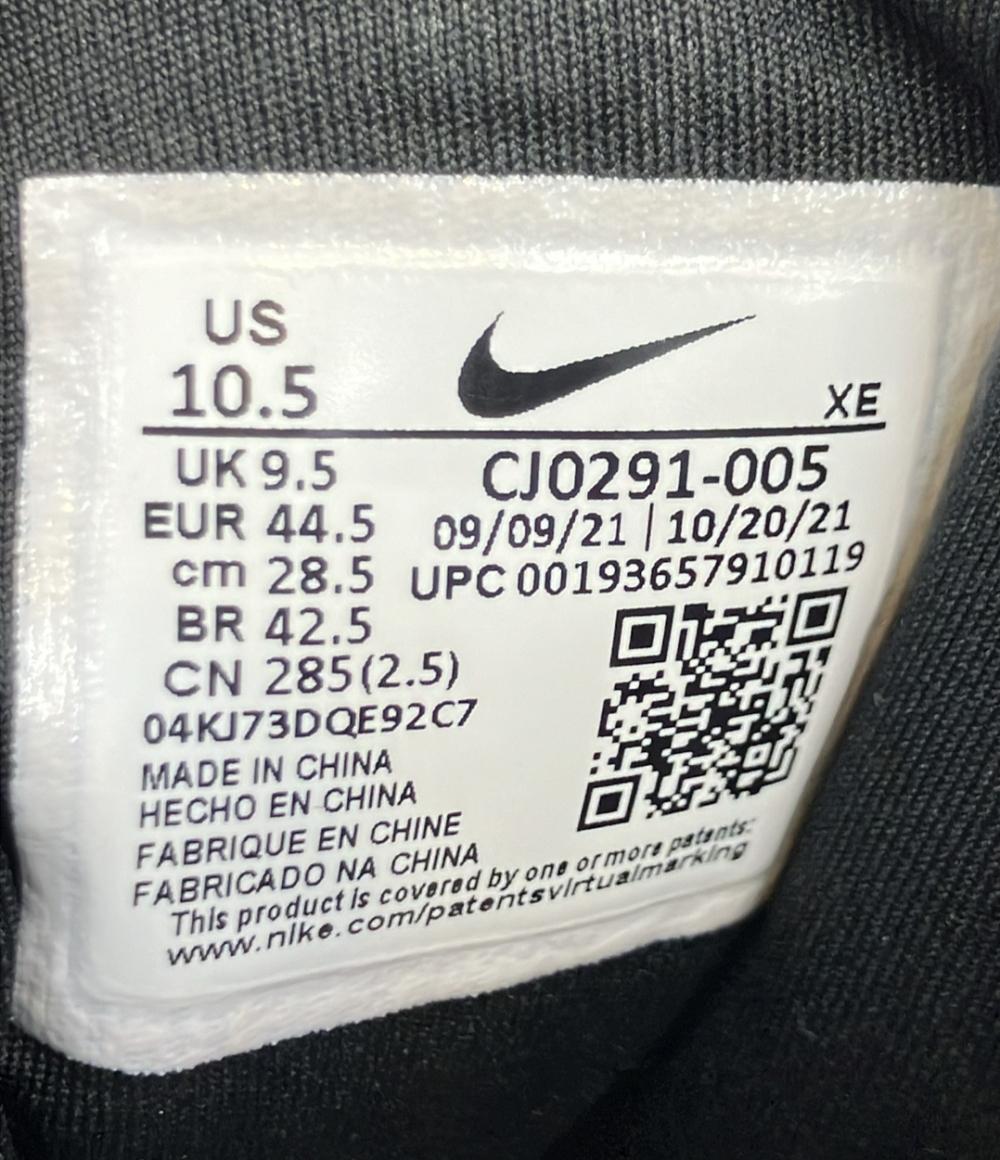 US
10.5
XE
UK 9.5
EUR 44.5
cm 28.5
BR 42.5
CN 285(2.5)
CJ0291-005
09/09/21 | 10/20/21
UPC 00193657910119
04KJ73DQE92C7
MADE IN CHINA
HECHO EN CHINA
FABRIQUE EN CHINE
FABRICADO NA CHINA
This product is covered by one or more patents:
www.nike.com/patentsvirtualmarking